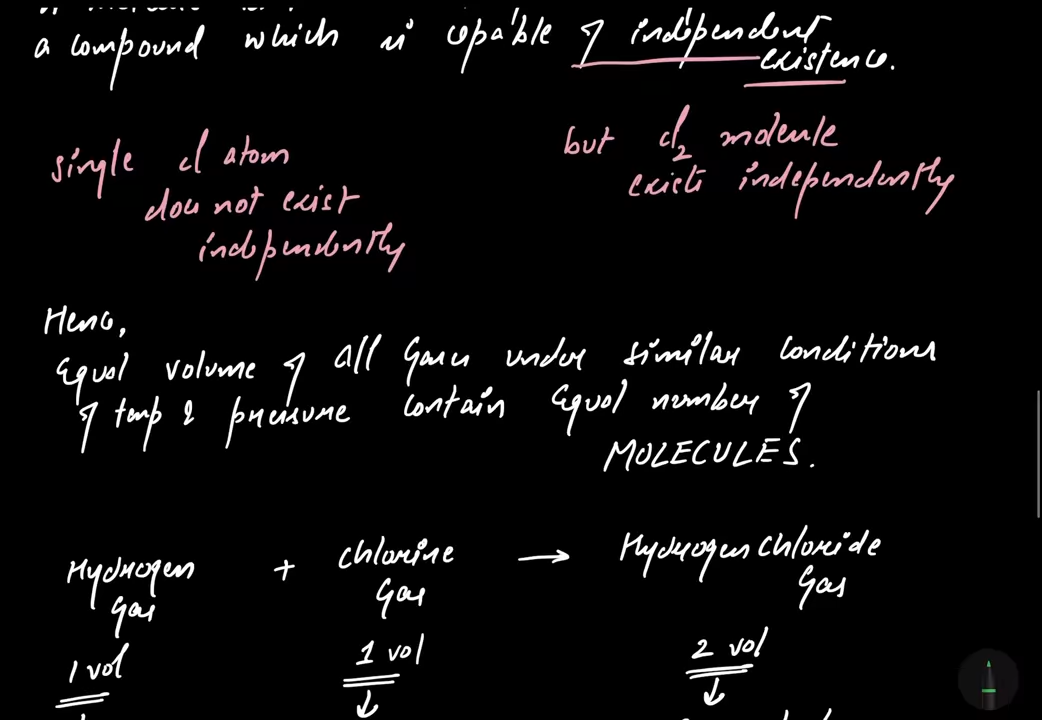 a compound which is capable of independent
existence.
single Cl atom
does not exist
independently
but Cl2 molecule
exists independently
Hence,
Equal volume of All Gases under similar conditions
of temp & pressure contain Equal number of
MOLECULES.
Hydrogen Gas + Chlorine Gas → Hydrogen Chloride Gas
1 vol 1 vol 2 vol